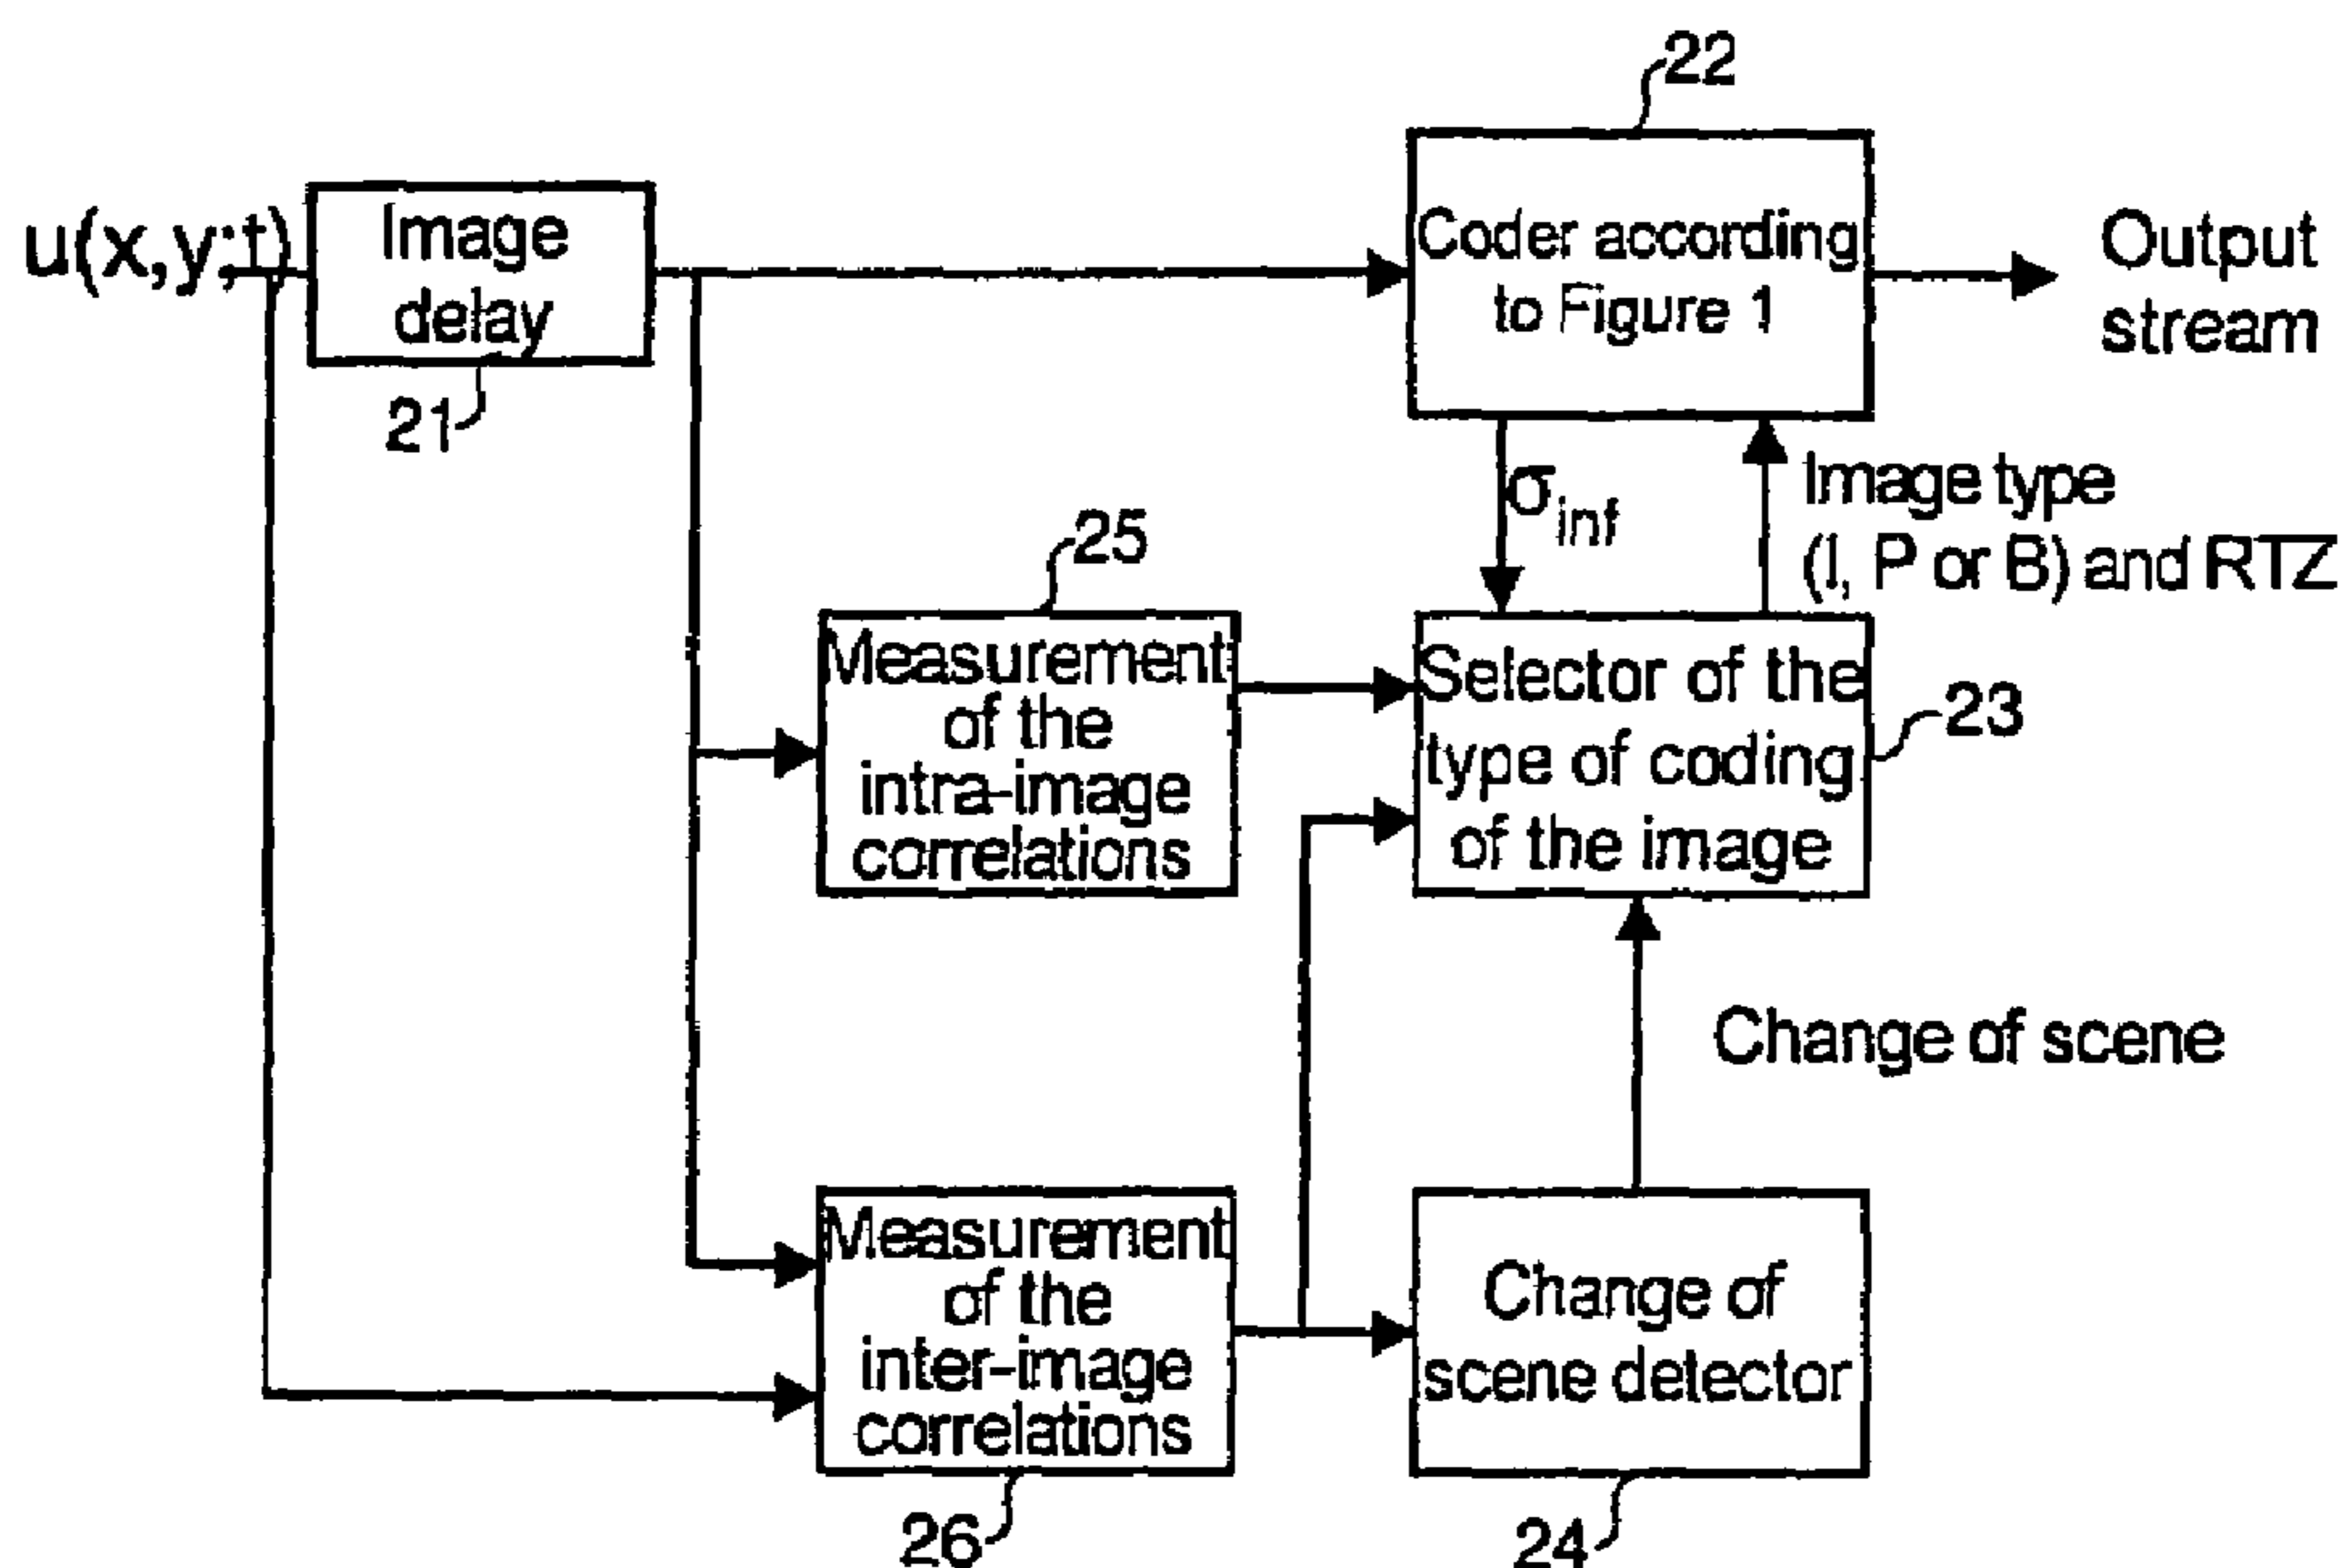 22
u(x,y;t)
Image
delay
21
Coder according
to Figure 1
Output
stream
σinf
Image type
(I, P or B) and RTZ
25
Measurement
of the
intra-image
correlations
Selector of the
type of coding
of the image
23
Change of scene
Measurement
of the
inter-image
correlations
26
Change of
scene detector
24